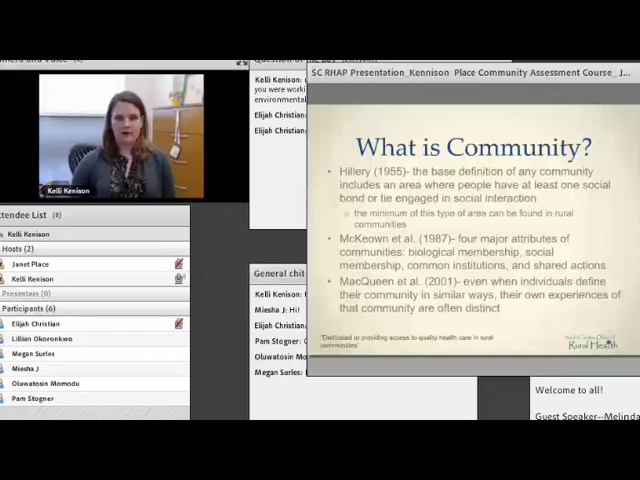 Kelli Kenison
Attendee List (8)
Kelli Kenison
Hosts (2)
Janet Place
Kelli Kenison
Presenters (0)
Participants (6)
Elijah Christian
Lillian Okoronkwo
Megan Surles
Miesha J
Oluwatosin Momodu
Pam Stogner
Kelli Kenison:
you were worki
environmental
Elijah Christian:
Elijah Christian:
General chit
Kelli Kenison:
Miesha J: Hi!
Elijah Christian:
Pam Stogner:
Oluwatosin Mom
Megan Surles:
SC RHAP Presentation_Kennison Place Community Assessment Course_ J...
What is Community?
• Hillery (1955)- the base definition of any community
includes an area where people have at least one social
bond or tie engaged in social interaction
o the minimum of this type of area can be found in rural
communities
• McKeown et al. (1987)- four major attributes of
communities: biological membership, social
membership, common institutions, and shared actions
• MacQueen et al. (2001)- even when individuals define
their community in similar ways, their own experiences of
that community are often distinct
"Dedicated to providing access to quality health care in rural
communities"
Rural Health
Welcome to all!
Guest Speaker--Melinda